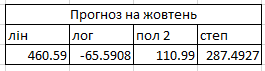 Прогноз на жовтень
лін лог пол 2 степ
460.59 -65.5908 110.99 287.4927